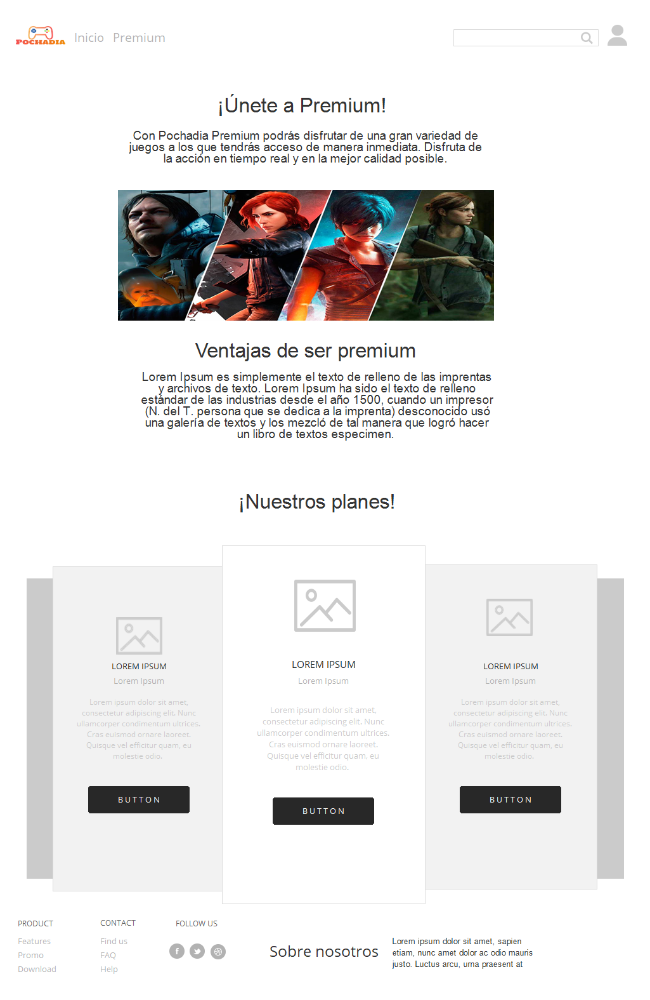 POCHADIA
Inicio Premium
¡Únete a Premium!
Con Pochadia Premium podrás disfrutar de una gran variedad de
juegos a los que tendrás acceso de manera inmediata. Disfruta de
la acción en tiempo real y en la mejor calidad posible.
Ventajas de ser premium
Lorem Ipsum es simplemente el texto de relleno de las imprentas
y archivos de texto. Lorem Ipsum ha sido el texto de relleno
estándar de las industrias desde el año 1500, cuando un impresor
(N. del T. persona que se dedica a la imprenta) desconocido usó
una galería de textos y los mezcló de tal manera que logró hacer
un libro de textos especimen.
¡Nuestros planes!
LOREM IPSUM
Lorem Ipsum
Lorem ipsum dolor sit amet,
consectetur adipiscing elit. Nunc
ullamcorper condimentum ultrices.
Cras euismod ornare laoreet.
Quisque vel efficitur quam, eu
molestie odio.
BUTTON
LOREM IPSUM
Lorem Ipsum
Lorem ipsum dolor sit amet,
consectetur adipiscing elit. Nunc
ullamcorper condimentum ultrices.
Cras euismod ornare laoreet.
Quisque vel efficitur quam, eu
molestie odio.
BUTTON
LOREM IPSUM
Lorem Ipsum
Lorem ipsum dolor sit amet,
consectetur adipiscing elit. Nunc
ullamcorper condimentum ultrices.
Cras euismod ornare laoreet.
Quisque vel efficitur quam, eu
molestie odio.
BUTTON
PRODUCT
Features
Promo
Download
CONTACT
Find us
FAQ
Help
FOLLOW US
Sobre nosotros
Lorem ipsum dolor sit amet, sapien
etiam, nunc amet dolor ac odio mauris
justo. Luctus arcu, urna praesent at